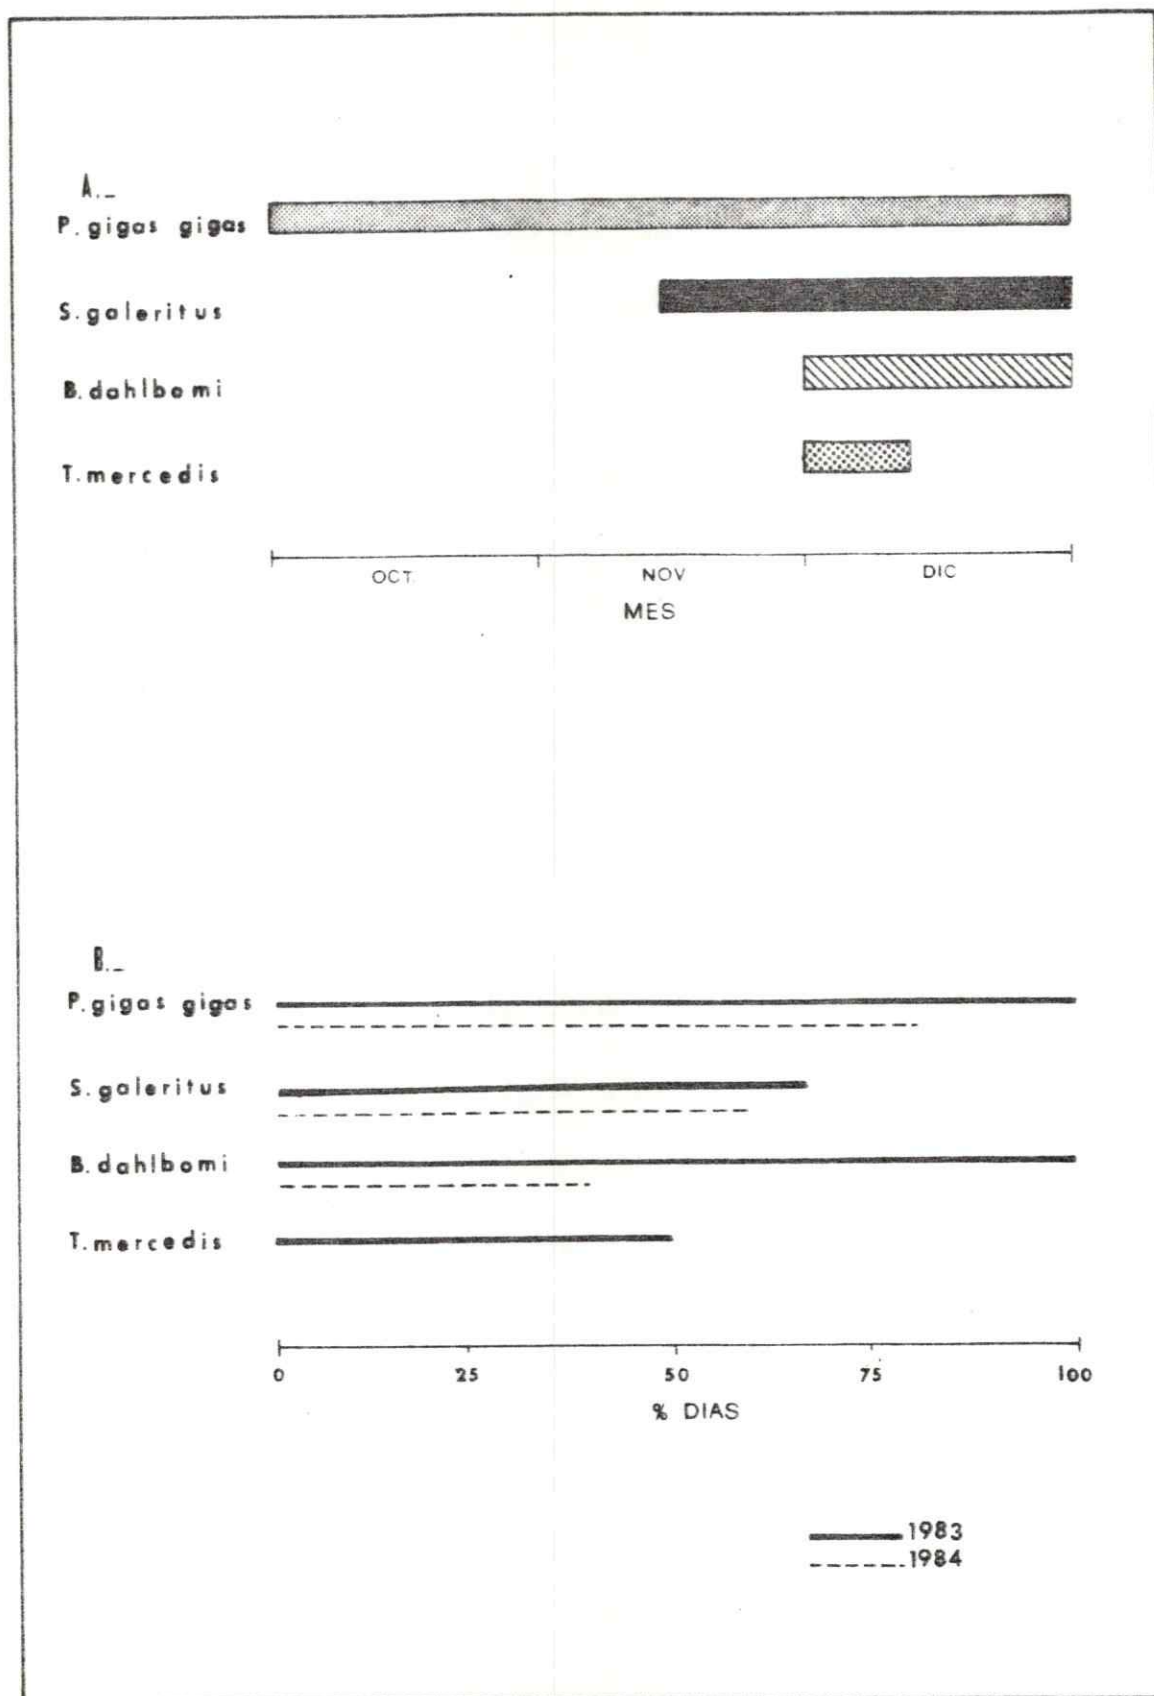 A._
P. gigas gigas
S. galeritus
B. dahlbomi
T. mercedis
OCT. NOV DIC
MES
B._
P. gigas gigas
S. galeritus
B. dahlbomi
T. mercedis
0 25 50 75 100
% DIAS
1983
1984